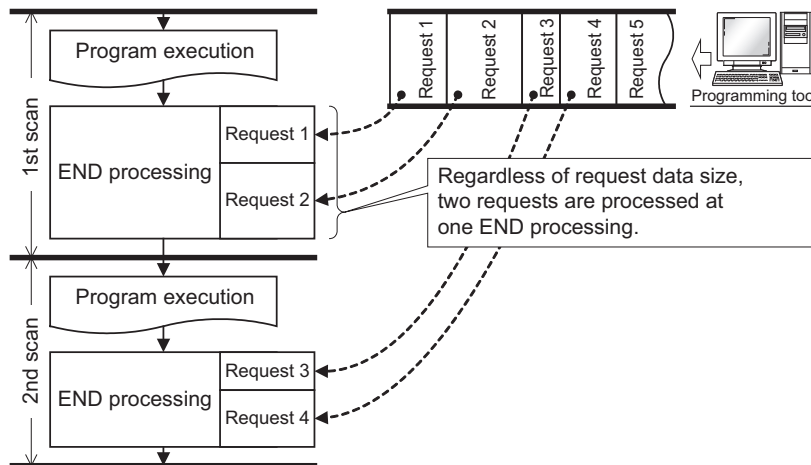 Program execution
Request 1
Request 2
Request 3
Request 4
Request 5
Programming too
1st scan
END processing
Request 1
Request 2
Regardless of request data size,
two requests are processed at
one END processing.
2nd scan
Program execution
END processing
Request 3
Request 4